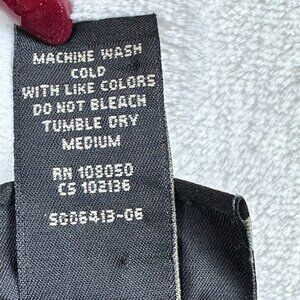 MACHINE WASH
COLD
WITH LIKE COLORS
DO NOT BLEACH
TUMBLE DRY
MEDIUM
RN 108050
CS 102136
SG06413-06